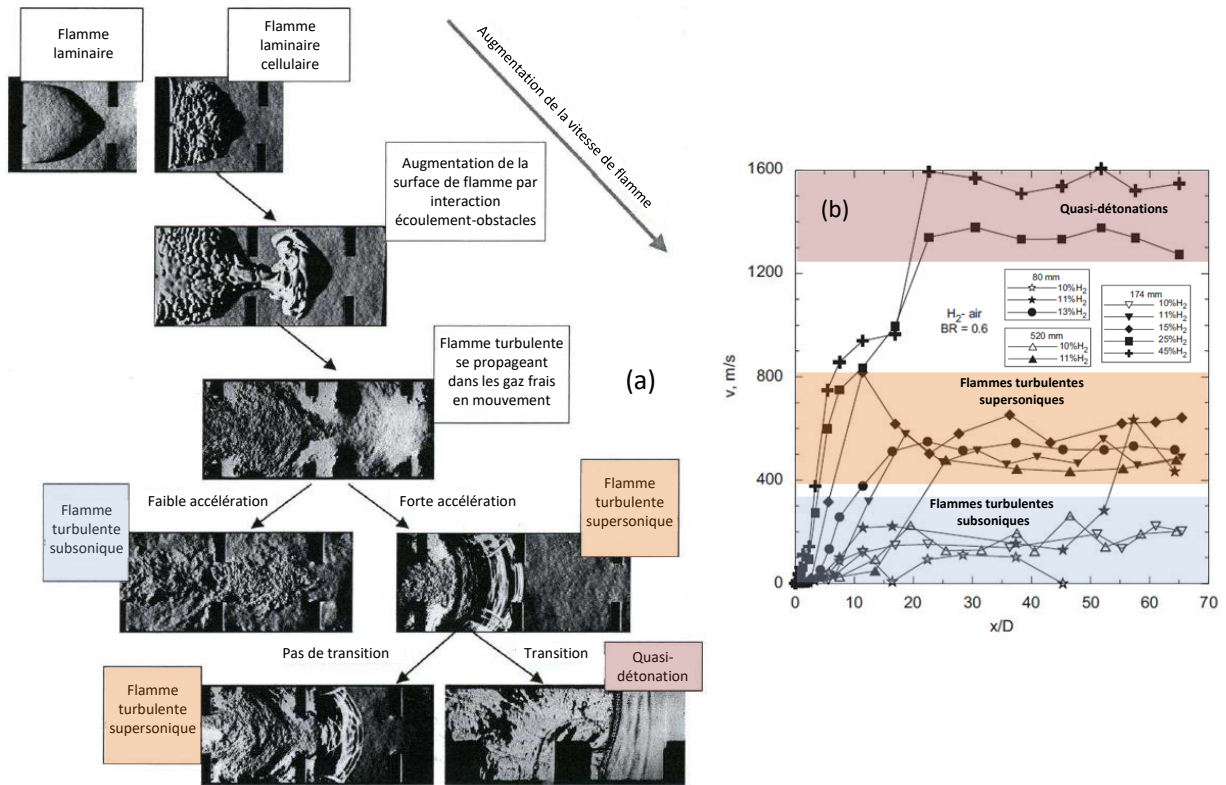 Flamme
laminaire
Flamme
laminaire
cellulaire
Augmentation de la vitesse de flamme
Augmentation de la
surface de flamme par
interaction
écoulement-obstacles
Flamme turbulente
se propageant
dans les gaz frais
en mouvement
(a)
Faible accélération
Forte accélération
Flamme
turbulente
subsonique
Flamme
turbulente
supersonique
Pas de transition
Transition
Quasi-
détonation
Flamme
turbulente
supersonique
(b)
Quasi-détonations
80 mm
10%H₂
11%H₂
13%H₂
174 mm
10%H₂
11%H₂
15%H₂
25%H₂
45%H₂
520 mm
10%H₂
11%H₂
H₂- air
BR = 0.6
Flammes turbulentes
supersoniques
Flammes turbulentes
subsoniques
v, m/s
1600
1200
800
400
0
0 10 20 30 40 50 60 70
x/D